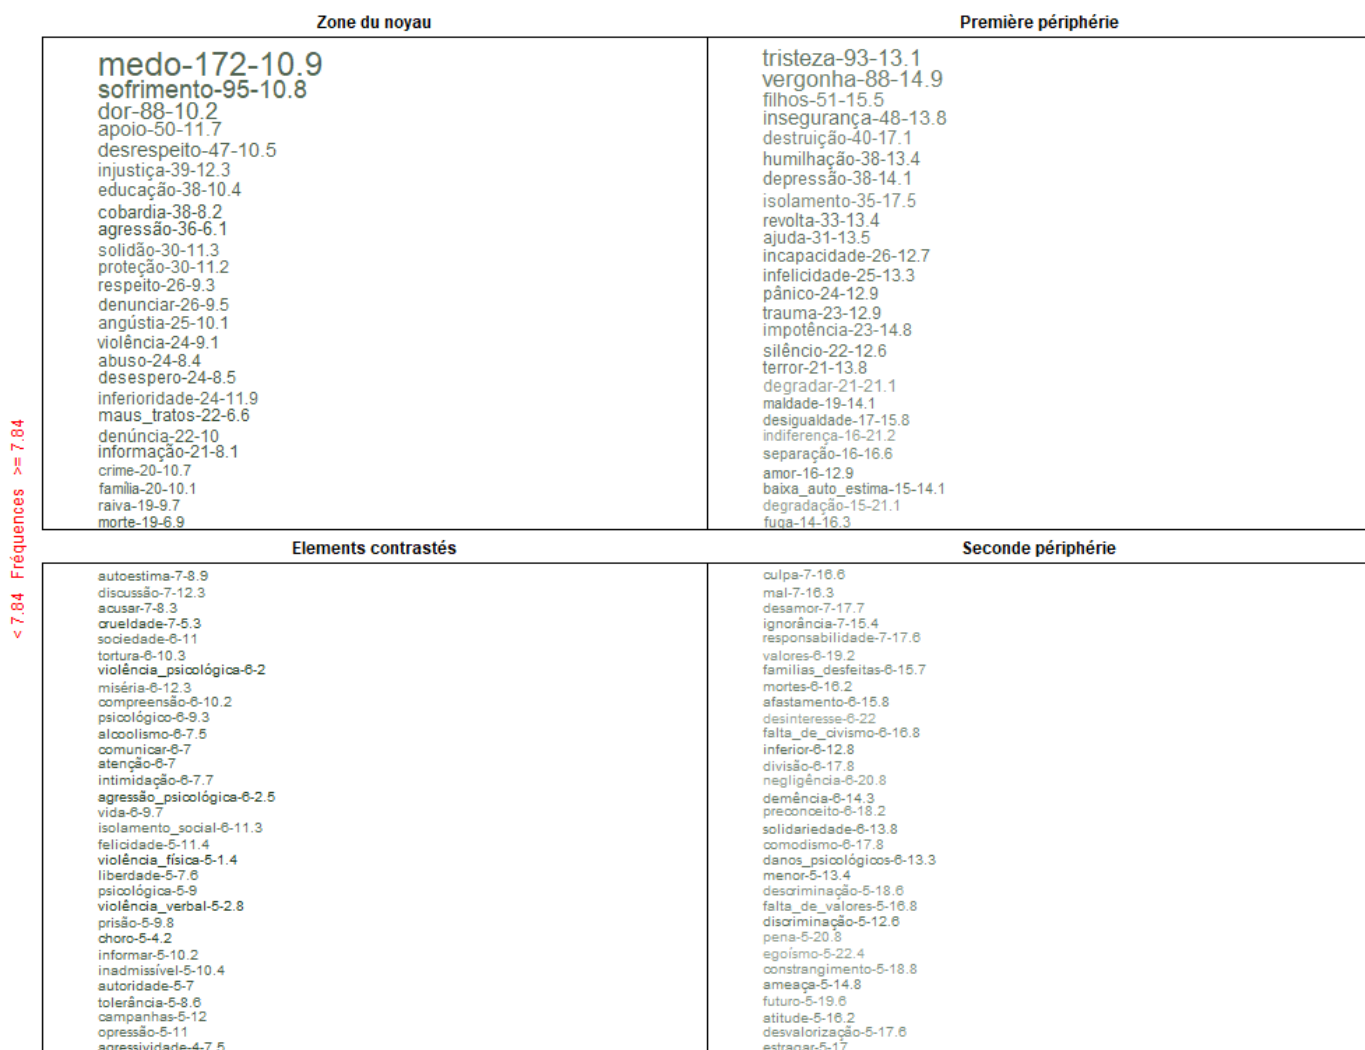 Zone du noyau
medo-172-10.9
sofrimento-95-10.8
dor-88-10.2
apoio-50-11.7
desrespeito-47-10.5
injustiça-39-12.3
educação-38-10.4
cobardia-38-8.2
agressão-36-6.1
solidão-30-11.3
proteção-30-11.2
respeito-26-9.3
denunciar-26-9.5
angústia-25-10.1
violência-24-9.1
abuso-24-8.4
desespero-24-8.5
inferioridade-24-11.9
maus_tratos-22-6.6
denúncia-22-10
informação-21-8.1
crime-20-10.7
família-20-10.1
raiva-19-9.7
morte-19-6.9
Première périphérie
tristeza-93-13.1
vergonha-88-14.9
filhos-51-15.5
insegurança-48-13.8
destruição-40-17.1
humilhação-38-13.4
depressão-38-14.1
isolamento-35-17.5
revolta-33-13.4
ajuda-31-13.5
incapacidade-26-12.7
infelicidade-25-13.3
pânico-24-12.9
trauma-23-12.9
impotência-23-14.8
silêncio-22-12.6
terror-21-13.8
degradar-21-21.1
maldade-19-14.1
desigualdade-17-15.8
indiferença-16-21.2
separação-16-16.6
amor-16-12.9
baixa_auto_estima-15-14.1
degradação-15-21.1
fuga-14-16.3
< 7.84 Fréquences >= 7.84
Elements contrastés
autoestima-7-8.9
discussão-7-12.3
acusar-7-8.3
crueldade-7-5.3
sociedade-6-11
tortura-6-10.3
violência_psicológica-6-2
miséria-6-12.3
compreensão-6-10.2
psicológico-6-9.3
alcoolismo-6-7.5
comunicar-6-7
atenção-6-7
intimidação-6-7.7
agressão_psicológica-6-2.5
vida-6-9.7
isolamento_social-6-11.3
felicidade-5-11.4
violência_física-5-1.4
liberdade-5-7.6
psicológica-5-9
violência_verbal-5-2.8
prisão-5-9.8
choro-5-4.2
informar-5-10.2
inadmissível-5-10.4
autoridade-5-7
tolerância-5-8.6
campanhas-5-12
opressão-5-11
agressividade-4-7.5
Seconde périphérie
culpa-7-16.6
mal-7-16.3
desamor-7-17.7
ignorância-7-15.4
responsabilidade-7-17.6
valores-6-19.2
familias_desfeitas-6-15.7
mortes-6-16.2
afastamento-6-15.8
desinteresse-6-22
falta_de_civismo-6-16.8
inferior-6-12.8
divisão-6-17.8
negligência-6-20.8
demência-6-14.3
preconceito-6-18.2
solidariedade-6-13.8
comodismo-6-17.8
danos_psicológicos-6-13.3
menor-5-13.4
descriminação-5-18.6
falta_de_valores-5-16.8
discriminação-5-12.6
pena-5-20.8
egoísmo-5-22.4
constrangimento-5-18.8
ameaça-5-14.8
futuro-5-19.6
atitude-5-16.2
desvalorização-5-17.6
estragar-5-17